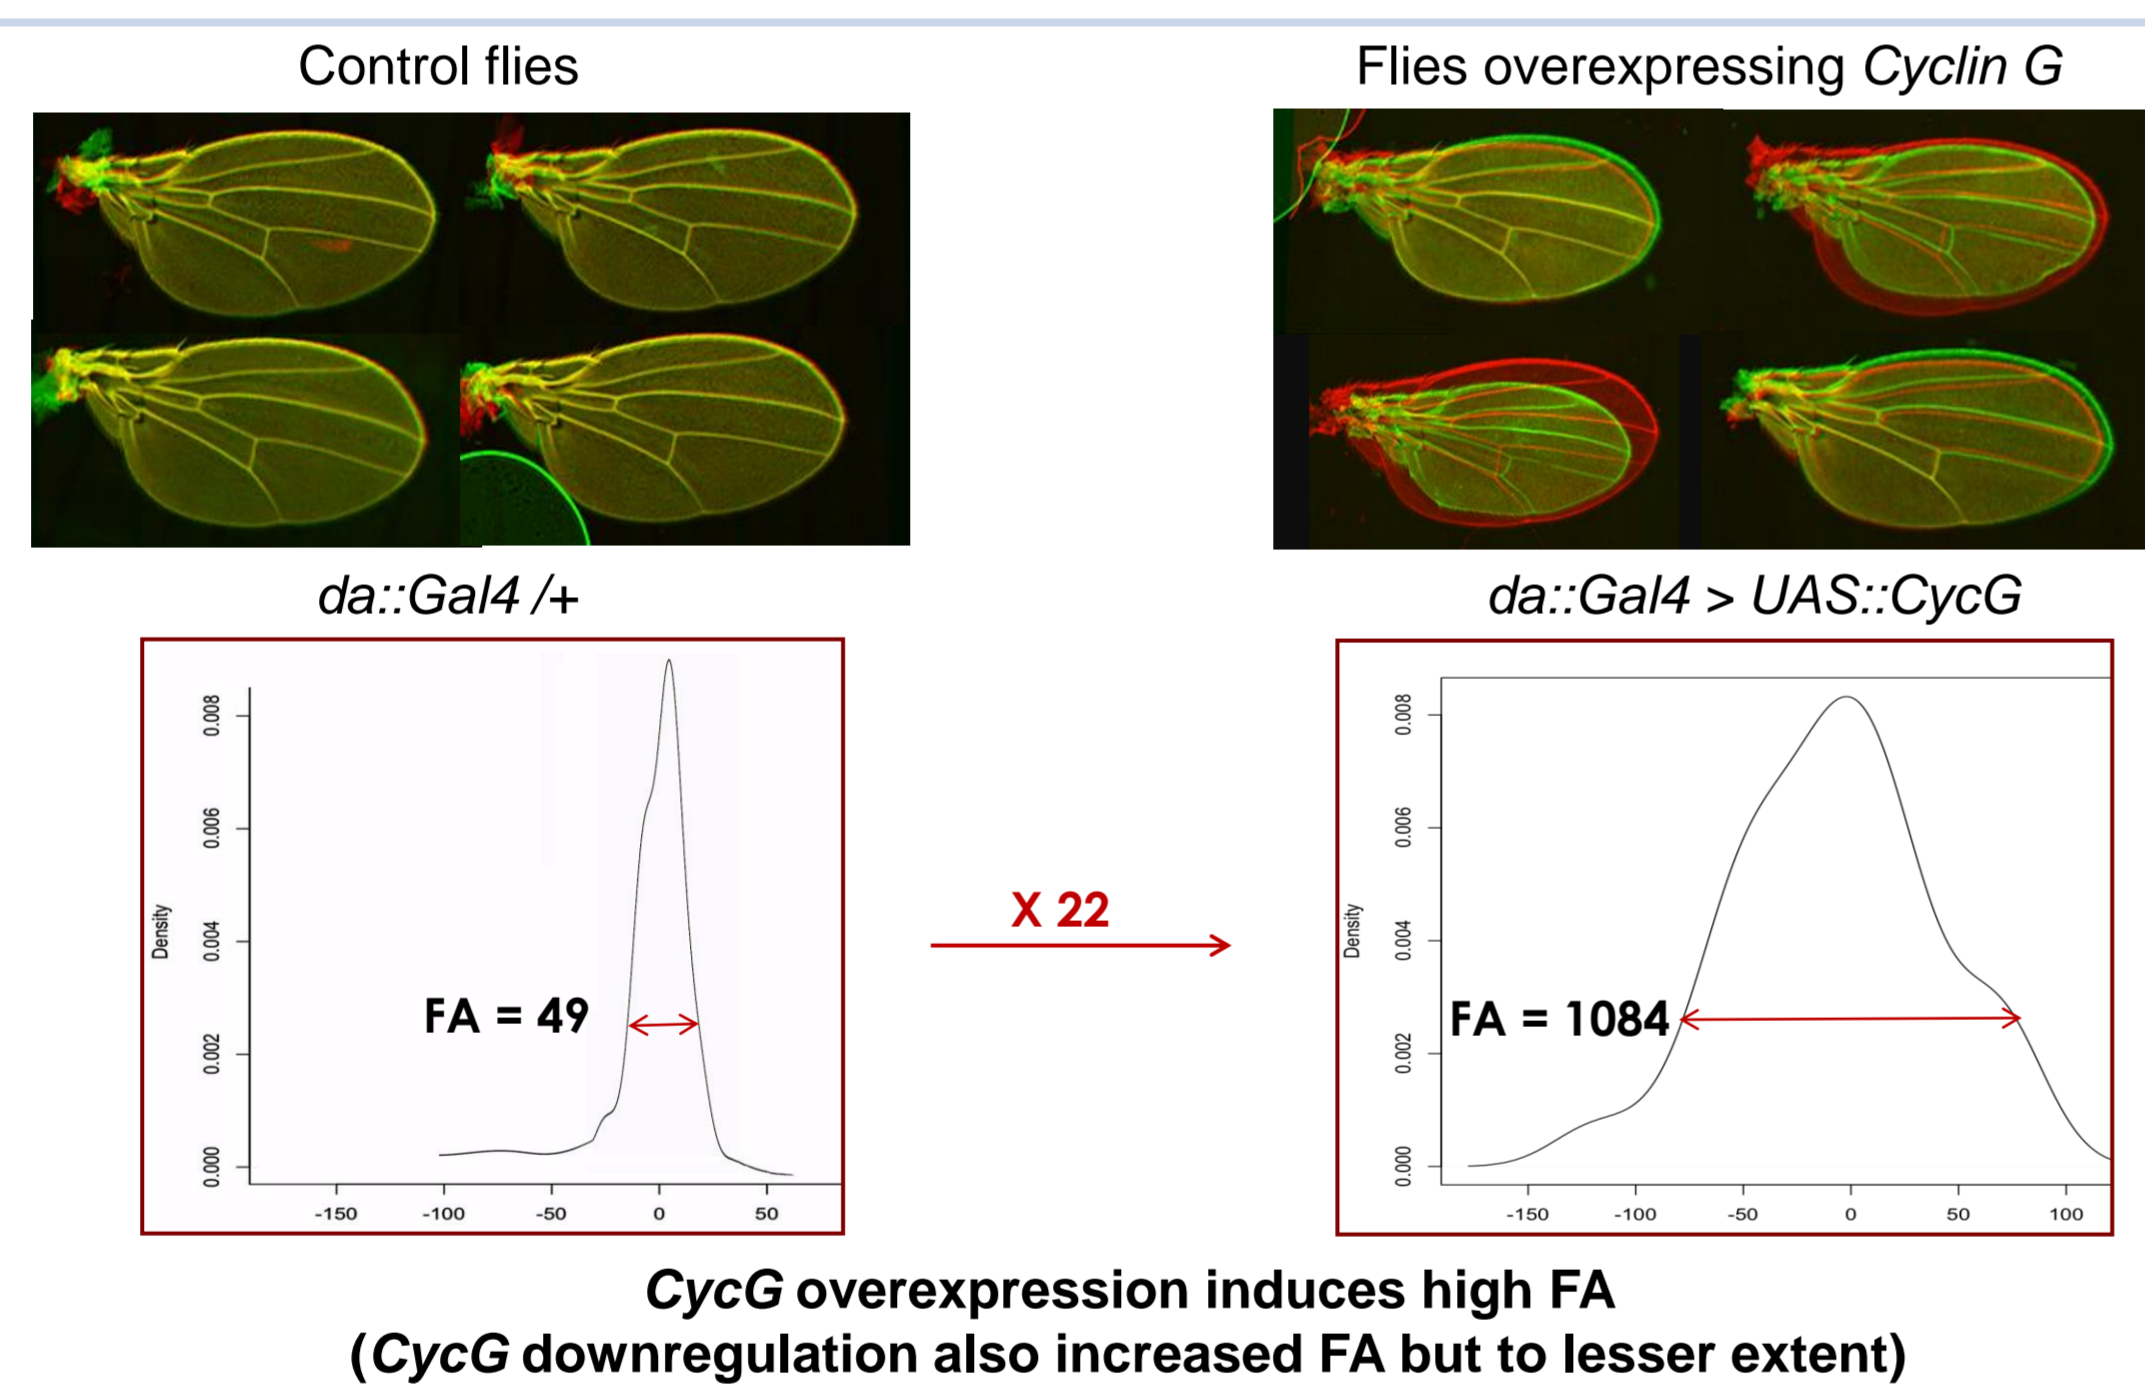 Control flies
Flies overexpressing Cyclin G
da::Gal4 /+
da::Gal4 > UAS::CycG
Density
0.000 0.002 0.004 0.006 0.008
FA = 49
-150 -100 -50 0 50
X 22
Density
0.000 0.002 0.004 0.006 0.008
FA = 1084
-150 -100 -50 0 50 100
CycG overexpression induces high FA
(CycG downregulation also increased FA but to lesser extent)